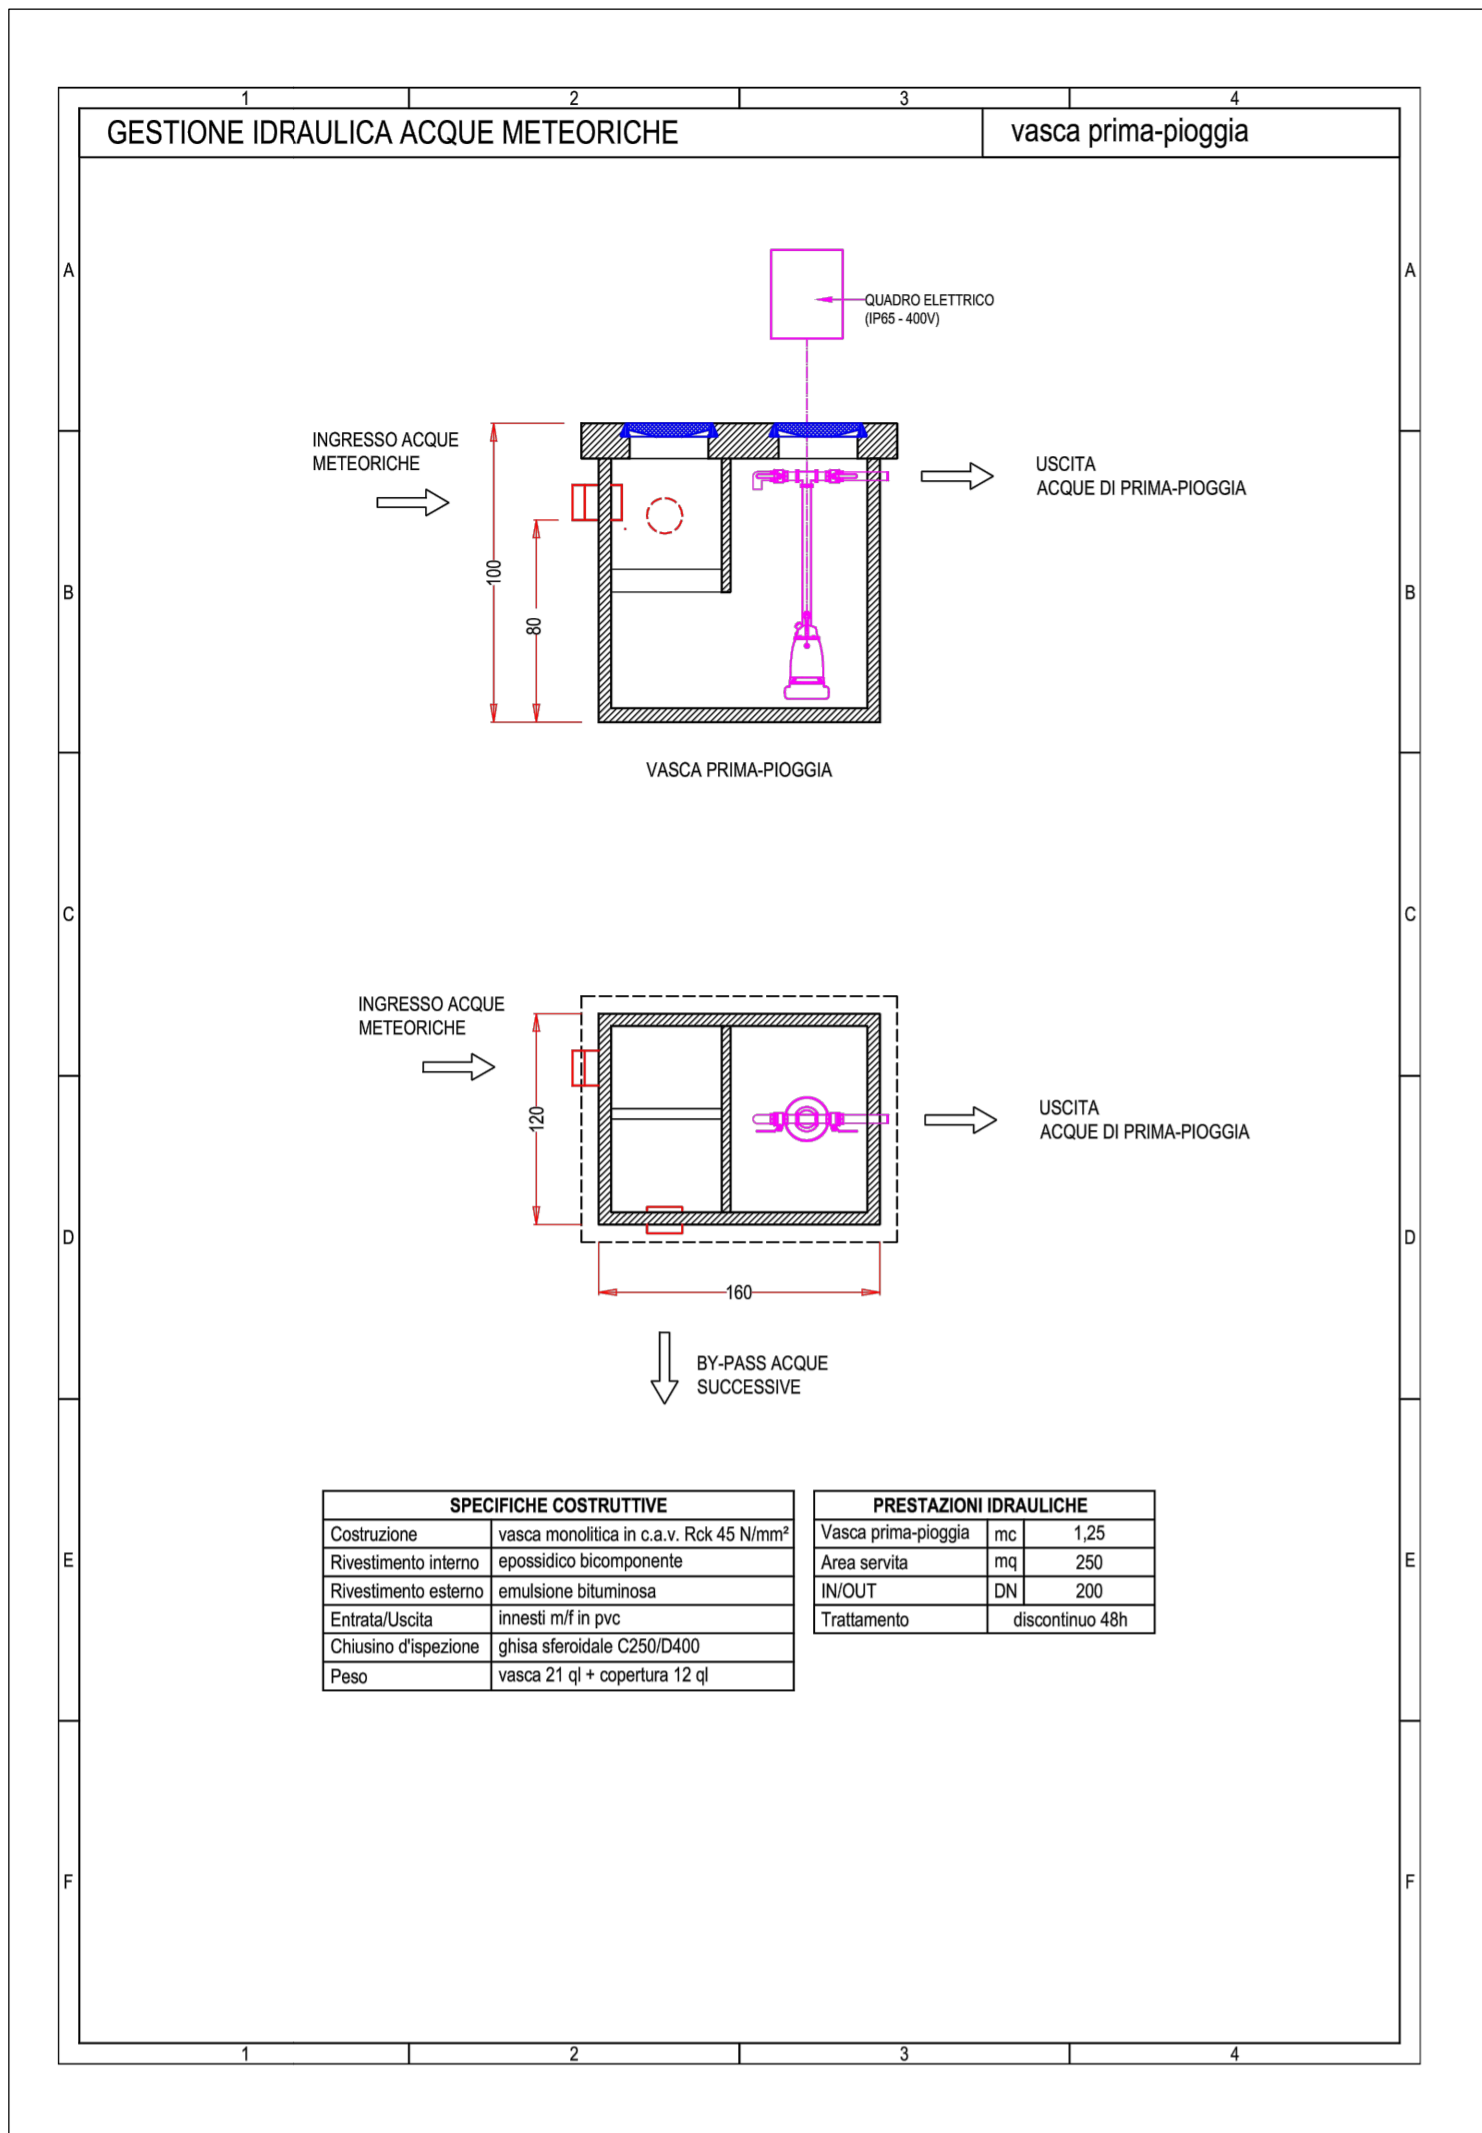 1 2 3 4
GESTIONE IDRAULICA ACQUE METEORICHE
vasca prima-pioggia
A A
QUADRO ELETTRICO
(IP65 - 400V)
INGRESSO ACQUE
METEORICHE
USCITA
ACQUE DI PRIMA-PIOGGIA
100
80
B B
VASCA PRIMA-PIOGGIA
C C
INGRESSO ACQUE
METEORICHE
120
USCITA
ACQUE DI PRIMA-PIOGGIA
D D
160
BY-PASS ACQUE
SUCCESSIVE
SPECIFICHE COSTRUTTIVE
Costruzione vasca monolitica in c.a.v. Rck 45 N/mm²
Rivestimento interno epossidico bicomponente
Rivestimento esterno emulsione bituminosa
Entrata/Uscita innesti m/f in pvc
Chiusino d'ispezione ghisa sferoidale C250/D400
Peso vasca 21 ql + copertura 12 ql
PRESTAZIONI IDRAULICHE
Vasca prima-pioggia mc 1,25
Area servita mq 250
IN/OUT DN 200
Trattamento discontinuo 48h
E E
F F
1 2 3 4